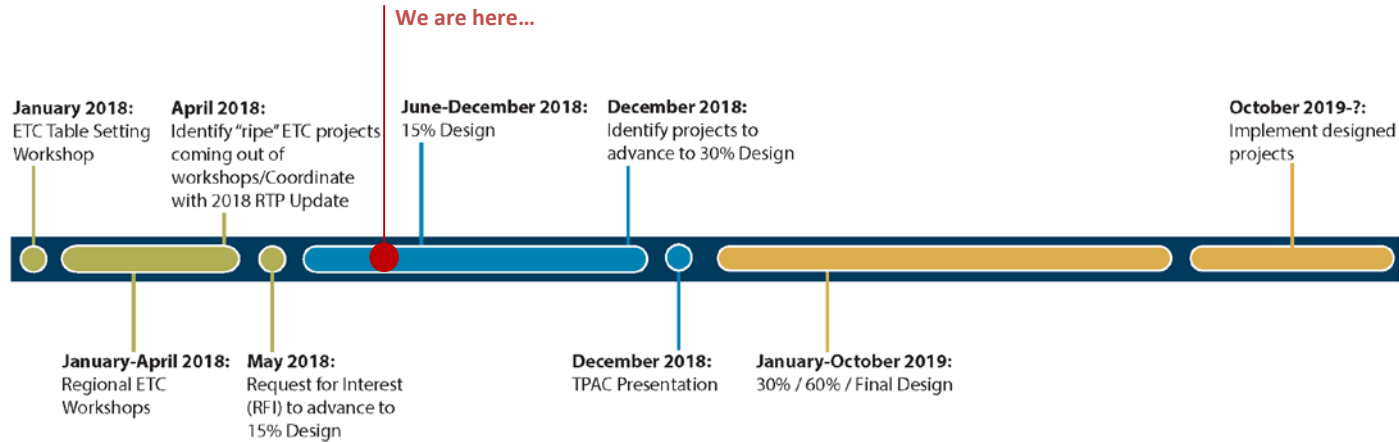 We are here…
January 2018:
ETC Table Setting
Workshop
April 2018:
Identify “ripe” ETC projects
coming out of
workshops/Coordinate
with 2018 RTP Update
June-December 2018:
15% Design
December 2018:
Identify projects to
advance to 30% Design
October 2019-?:
Implement designed
projects
January-April 2018:
Regional ETC
Workshops
May 2018:
Request for Interest
(RFI) to advance to
15% Design
December 2018:
TPAC Presentation
January-October 2019:
30% / 60% / Final Design